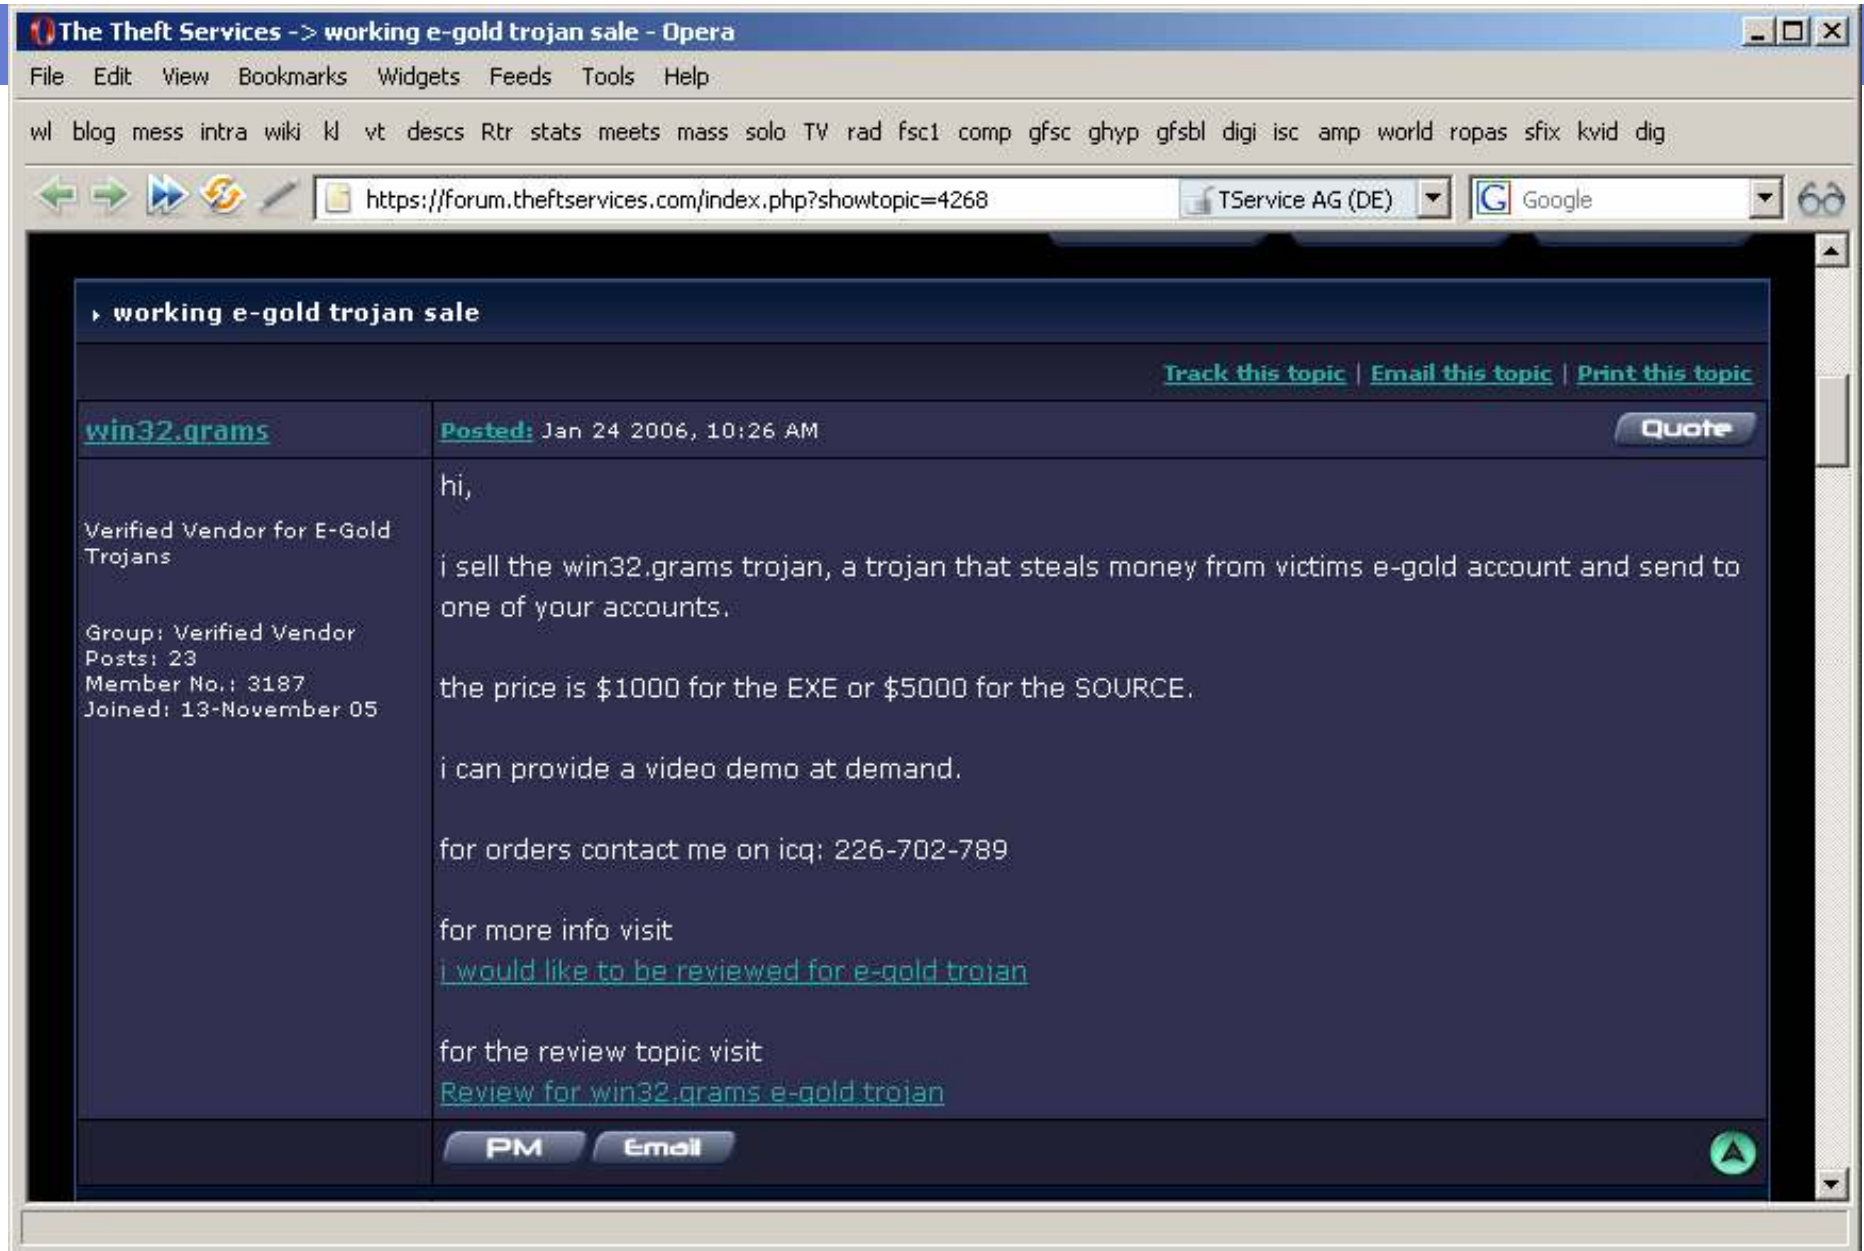 The Theft Services -> working e-gold trojan sale - Opera
File Edit View Bookmarks Widgets Feeds Tools Help
wl blog mess intra wiki kl vt descs Rtr stats meets mass solo TV rad fsc1 comp gfsc ghyp gfsbl digi isc amp world ropas sfix kvid dig
https://forum.theftservices.com/index.php?showtopic=4268 TService AG (DE) G Google
working e-gold trojan sale
Track this topic | Email this topic | Print this topic
win32.grams
Posted: Jan 24 2006, 10:26 AM
Quote
Verified Vendor for E-Gold
Trojans
Group: Verified Vendor
Posts: 23
Member No.: 3187
Joined: 13-November 05
hi,
i sell the win32.grams trojan, a trojan that steals money from victims e-gold account and send to
one of your accounts.
the price is $1000 for the EXE or $5000 for the SOURCE.
i can provide a video demo at demand.
for orders contact me on icq: 226-702-789
for more info visit
i would like to be reviewed for e-gold trojan
for the review topic visit
Review for win32.grams e-gold trojan
PM Email